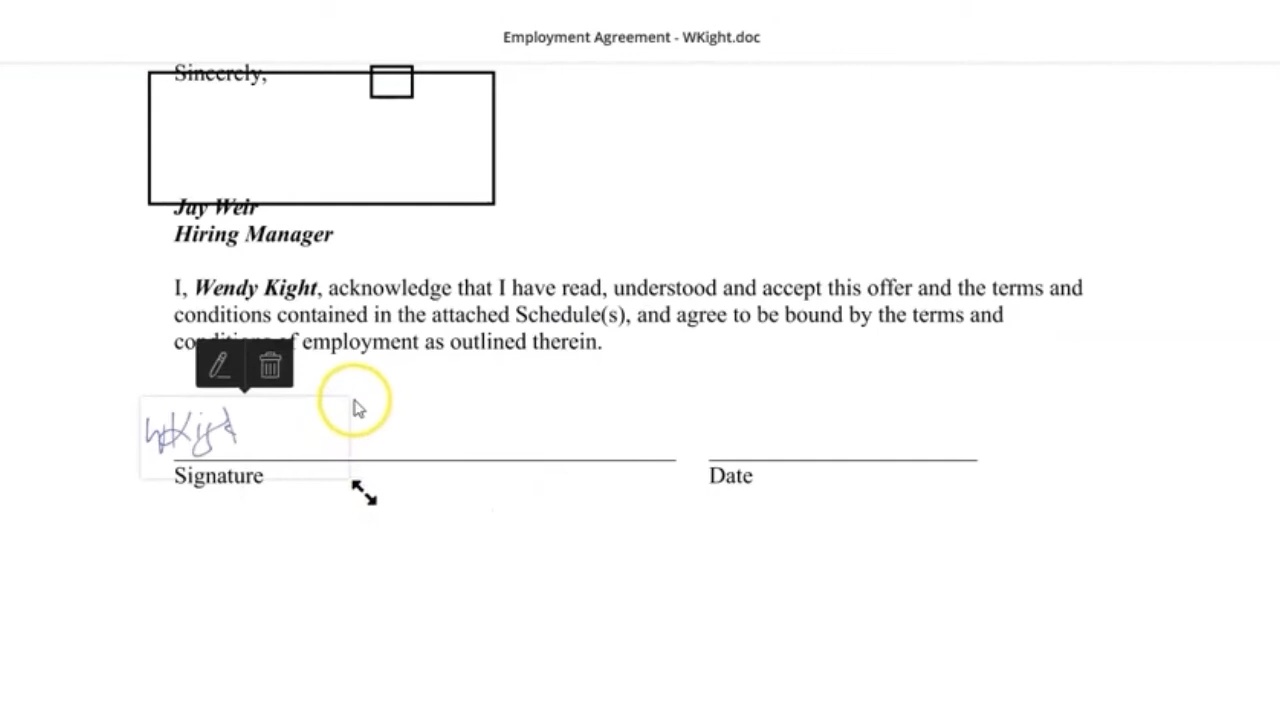 Employment Agreement - WKight.doc
Sincerely,
Jay Weir
Hiring Manager
I, Wendy Kight, acknowledge that I have read, understood and accept this offer and the terms and
conditions contained in the attached Schedule(s), and agree to be bound by the terms and
conditions of employment as outlined therein.
WKight
Signature
Date